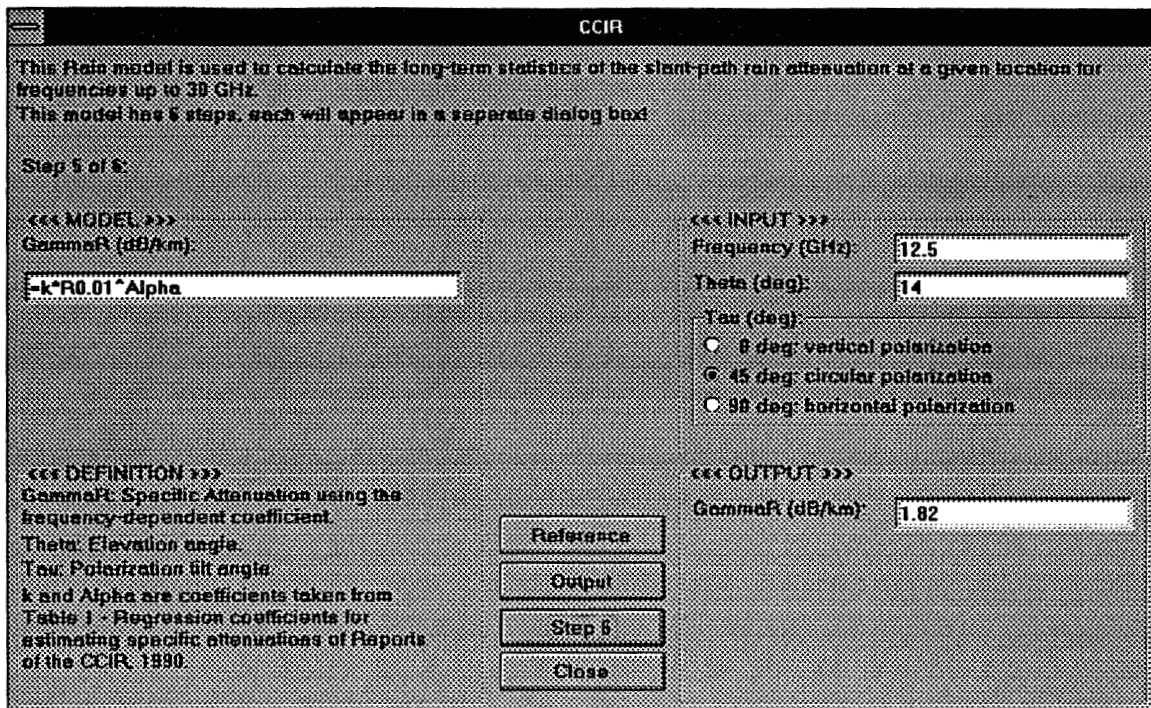 CCIR
This Rain model is used to calculate the long-term statistics of the slant-path rain attenuation at a given location for
frequencies up to 30 GHz.
This model has 6 steps, each will appear in a separate dialog box!
Step 5 of 6:
<<< MODEL >>>
GammaR (dB/km):
=k*R0.01^Alpha
<<< INPUT >>>
Frequency (GHz):
12.5
Theta (deg):
14
Tau (deg):
0 deg: vertical polarization
45 deg: circular polarization
90 deg: horizontal polarization
<<< DEFINITION >>>
GammaR: Specific Attenuation using the
frequency-dependent coefficient.
Theta: Elevation angle.
Tau: Polarization tilt angle
k and Alpha are coefficients taken from
Table 1 - Regression coefficients for
estimating specific attenuations of Reports
of the CCIR, 1990.
Reference
Output
Step 6
Close
<<< OUTPUT >>>
GammaR (dB/km):
1.82